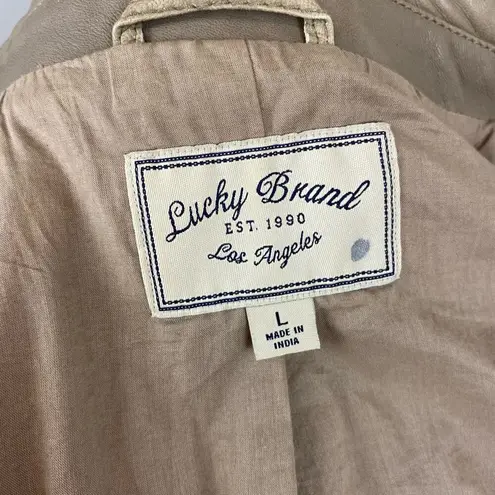 Lucky Brand
EST. 1990
Los Angeles
L
MADE IN
INDIA